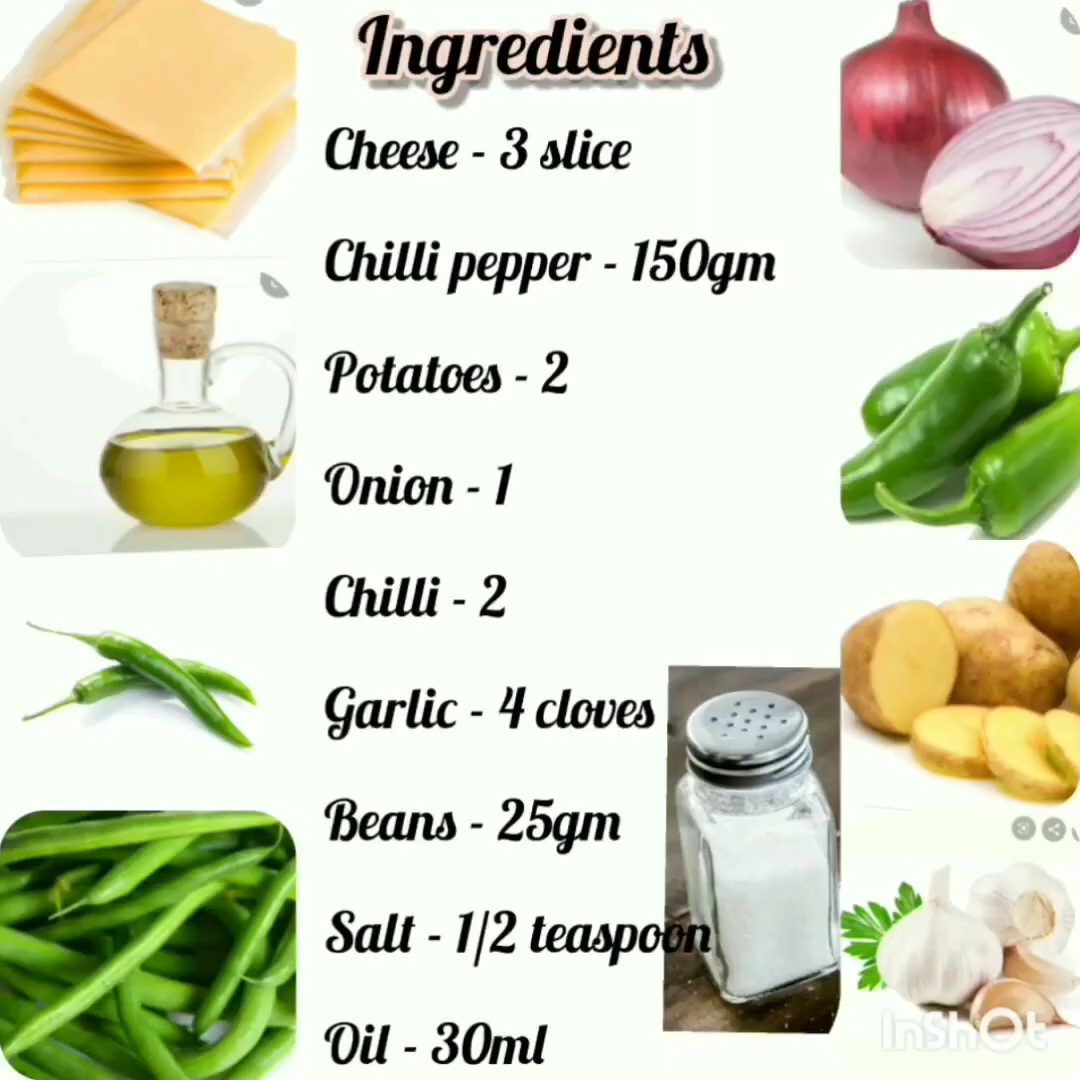 Ingredients
Cheese - 3 slice
Chilli pepper - 150gm
Potatoes - 2
Onion - 1
Chilli - 2
Garlic - 4 cloves
Beans - 25gm
Salt - 1/2 teaspoon
Oil - 30ml
InShOt